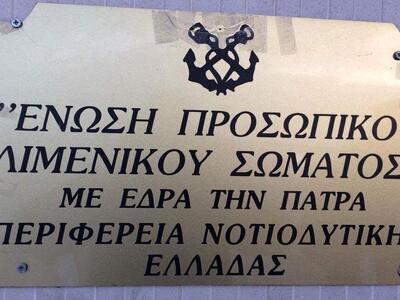 ''ΕΝΩΣΗ ΠΡΟΣΩΠΙΚΟ
ΛΙΜΕΝΙΚΟΥ ΣΩΜΑΤΟΣ
ΜΕ ΕΔΡΑ ΤΗΝ ΠΑΤΡΑ
ΠΕΡΙΦΕΡΕΙΑ ΝΟΤΙΟΔΥΤΙΚΗ
ΕΛΛΑΔΑΣ